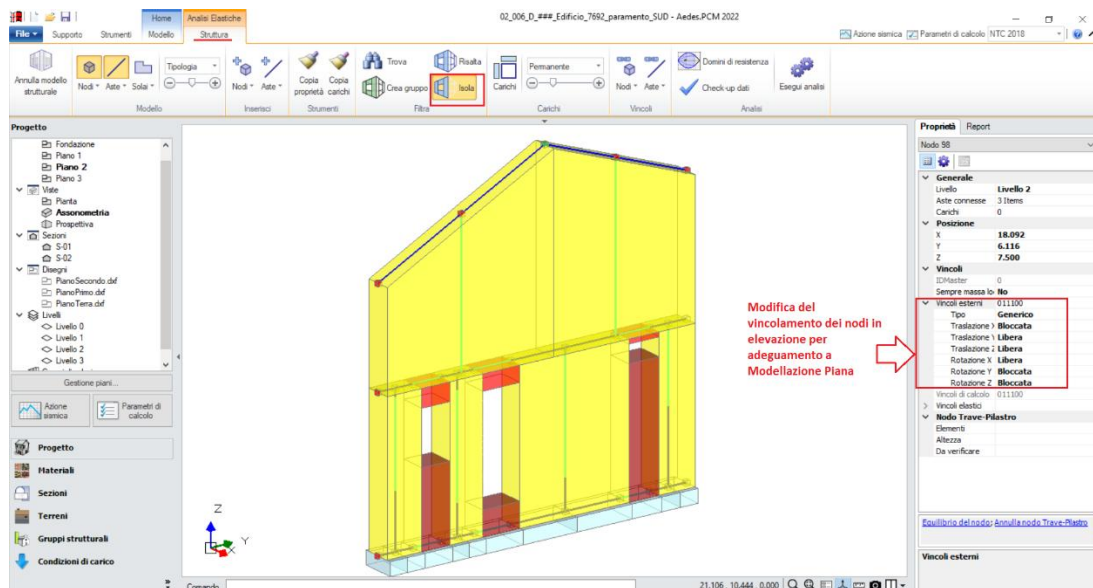 02_006_D_###_Edificio_7692_paramento_SUD - Aedes.PCM 2022
Home
Analisi Elastiche
File
Supporto
Strumenti
Modello
Struttura
Azione sismica
Parametri di calcolo
NTC 2018
Annulla modello strutturale
Nodi
Aste
Solai
Tipologia
Modello
Nodi
Aste
Inserisci
Copia proprietà
Copia carichi
Strumenti
Trova
Crea gruppo
Risalta
Isola
Filtra
Carichi
Permanente
Carichi
Nodi
Aste
Vincoli
Domini di resistenza
Check-up dati
Esegui analisi
Analisi
Progetto
Fondazione
Piano 1
Piano 2
Piano 3
Viste
Pianta
Assonometria
Prospettiva
Sezioni
S-01
S-02
Disegni
PianoSecondo.dxf
PianoPrimo.dxf
PianoTerra.dxf
Livelli
Livello 0
Livello 1
Livello 2
Livello 3
Gestione piani...
Azione sismica
Parametri di calcolo
Progetto
Materiali
Sezioni
Terreni
Gruppi strutturali
Condizioni di carico
Z
Y
X
Modifica del
vincolamento dei nodi in
elevazione per
adeguamento a
Modellazione Piana
Proprietà Report
Nodo 98
Generale
Livello Livello 2
Aste connesse 3 Items
Carichi 0
Posizione
X 18.092
Y 6.116
Z 7.500
Vincoli
IDMaster 0
Sempre massa lo No
Vincoli esterni 011100
Tipo Generico
Traslazione X Bloccata
Traslazione Y Libera
Traslazione Z Libera
Rotazione X Libera
Rotazione Y Bloccata
Rotazione Z Bloccata
Vincoli di calcolo 011100
Vincoli elastici
Nodo Trave-Pilastro
Elementi
Altezza
Da verificare
Equilibrio del nodo; Annulla nodo Trave-Pilastro
Vincoli esterni
Comando
21.106 10.444 0.000